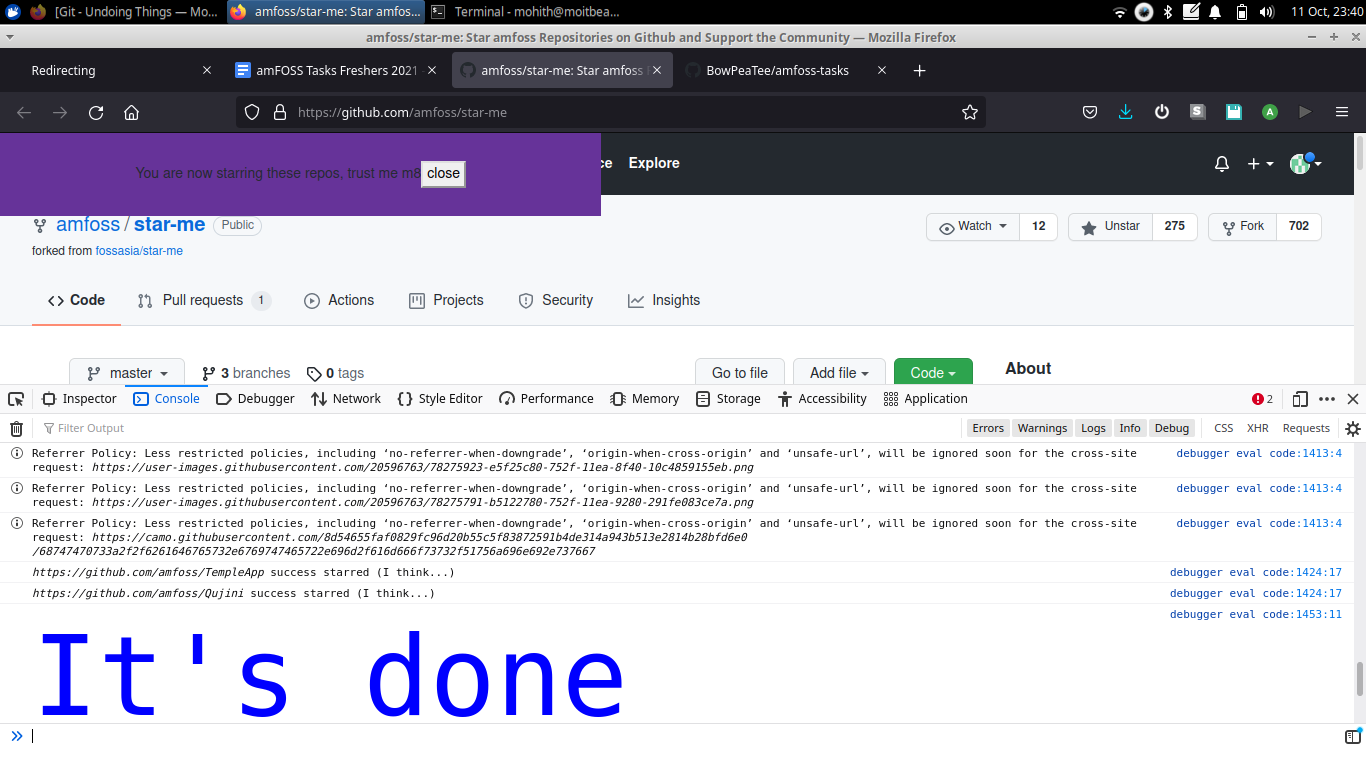 [Git - Undoing Things — Mo...
amfoss/star-me: Star amfos...
Terminal - mohith@moitbea...
11 Oct, 23:40
amfoss/star-me: Star amfoss Repositories on Github and Support the Community — Mozilla Firefox
Redirecting
amFOSS Tasks Freshers 2021 -
amfoss/star-me: Star amfoss
BowPeaTee/amfoss-tasks
https://github.com/amfoss/star-me
You are now starring these repos, trust me m8
close
ce
Explore
amfoss / star-me
Public
Watch
12
Unstar
275
Fork
702
forked from fossasia/star-me
Code
Pull requests
1
Actions
Projects
Security
Insights
master
3 branches
0 tags
Go to file
Add file
Code
About
Inspector
Console
Debugger
Network
Style Editor
Performance
Memory
Storage
Accessibility
Application
2
Filter Output
Errors
Warnings
Logs
Info
Debug
CSS
XHR
Requests
Referrer Policy: Less restricted policies, including ‘no-referrer-when-downgrade’, ‘origin-when-cross-origin’ and ‘unsafe-url’, will be ignored soon for the cross-site
debugger eval code:1413:4
request: https://user-images.githubusercontent.com/20596763/78275923-e5f25c80-752f-11ea-8f40-10c4859155eb.png
Referrer Policy: Less restricted policies, including ‘no-referrer-when-downgrade’, ‘origin-when-cross-origin’ and ‘unsafe-url’, will be ignored soon for the cross-site
debugger eval code:1413:4
request: https://user-images.githubusercontent.com/20596763/78275791-b5122780-752f-11ea-9280-291fe083ce7a.png
Referrer Policy: Less restricted policies, including ‘no-referrer-when-downgrade’, ‘origin-when-cross-origin’ and ‘unsafe-url’, will be ignored soon for the cross-site
debugger eval code:1413:4
request: https://camo.githubusercontent.com/8d54655faf0829fc96d20b55c5f83872591b4de314a943b513e2814b28bfd6e0
/68747470733a2f2f6261646765732e6769747465722e696d2f616d666f73732f51756a696e692e737667
https://github.com/amfoss/TempleApp success starred (I think...)
debugger eval code:1424:17
https://github.com/amfoss/Qujini success starred (I think...)
debugger eval code:1424:17
debugger eval code:1453:11
It's done